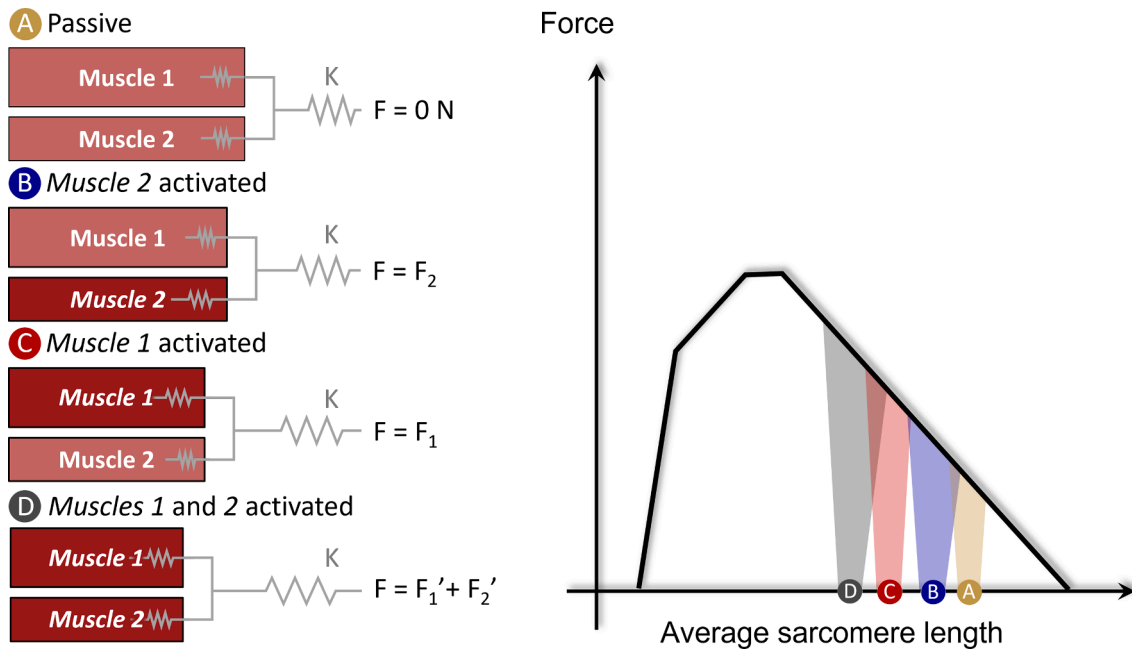 A Passive
Muscle 1
Muscle 2
K
F = 0 N
B Muscle 2 activated
Muscle 1
Muscle 2
K
F = F₂
C Muscle 1 activated
Muscle 1
Muscle 2
K
F = F₁
D Muscles 1 and 2 activated
Muscle 1
Muscle 2
K
F = F₁’+ F₂’
Force
D C B A
Average sarcomere length